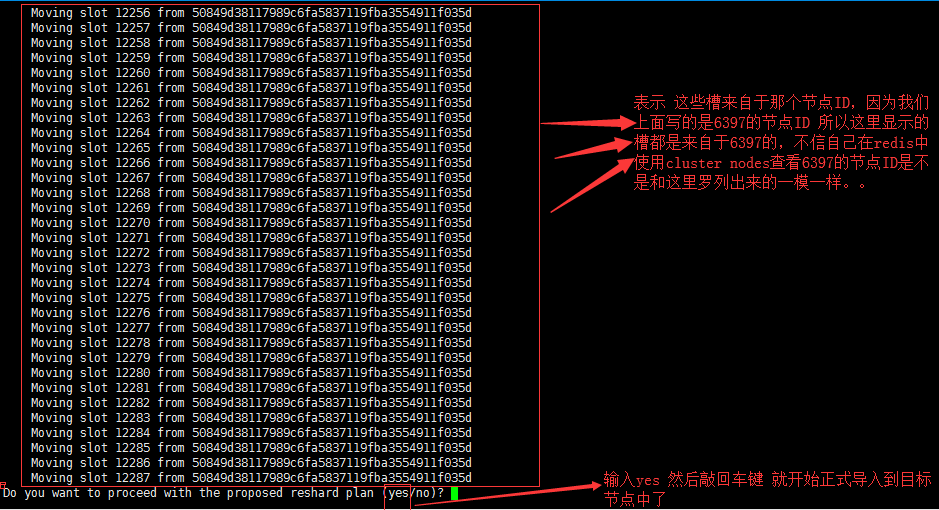 Moving slot 12256 from 50849d38117989c6fa5837119fba3554911f035d
Moving slot 12257 from 50849d38117989c6fa5837119fba3554911f035d
Moving slot 12258 from 50849d38117989c6fa5837119fba3554911f035d
Moving slot 12259 from 50849d38117989c6fa5837119fba3554911f035d
Moving slot 12260 from 50849d38117989c6fa5837119fba3554911f035d
Moving slot 12261 from 50849d38117989c6fa5837119fba3554911f035d
Moving slot 12262 from 50849d38117989c6fa5837119fba3554911f035d
Moving slot 12263 from 50849d38117989c6fa5837119fba3554911f035d
Moving slot 12264 from 50849d38117989c6fa5837119fba3554911f035d
Moving slot 12265 from 50849d38117989c6fa5837119fba3554911f035d
Moving slot 12266 from 50849d38117989c6fa5837119fba3554911f035d
Moving slot 12267 from 50849d38117989c6fa5837119fba3554911f035d
Moving slot 12268 from 50849d38117989c6fa5837119fba3554911f035d
Moving slot 12269 from 50849d38117989c6fa5837119fba3554911f035d
Moving slot 12270 from 50849d38117989c6fa5837119fba3554911f035d
Moving slot 12271 from 50849d38117989c6fa5837119fba3554911f035d
Moving slot 12272 from 50849d38117989c6fa5837119fba3554911f035d
Moving slot 12273 from 50849d38117989c6fa5837119fba3554911f035d
Moving slot 12274 from 50849d38117989c6fa5837119fba3554911f035d
Moving slot 12275 from 50849d38117989c6fa5837119fba3554911f035d
Moving slot 12276 from 50849d38117989c6fa5837119fba3554911f035d
Moving slot 12277 from 50849d38117989c6fa5837119fba3554911f035d
Moving slot 12278 from 50849d38117989c6fa5837119fba3554911f035d
Moving slot 12279 from 50849d38117989c6fa5837119fba3554911f035d
Moving slot 12280 from 50849d38117989c6fa5837119fba3554911f035d
Moving slot 12281 from 50849d38117989c6fa5837119fba3554911f035d
Moving slot 12282 from 50849d38117989c6fa5837119fba3554911f035d
Moving slot 12283 from 50849d38117989c6fa5837119fba3554911f035d
Moving slot 12284 from 50849d38117989c6fa5837119fba3554911f035d
Moving slot 12285 from 50849d38117989c6fa5837119fba3554911f035d
Moving slot 12286 from 50849d38117989c6fa5837119fba3554911f035d
Moving slot 12287 from 50849d38117989c6fa5837119fba3554911f035d
Do you want to proceed with the proposed reshard plan (yes/no)?
表示 这些槽来自于那个节点ID，因为我们
上面写的是6397的节点ID 所以这里显示的
槽都是来自于6397的，不信自己在redis中
使用cluster nodes查看6397的节点ID是不
是和这里罗列出来的一模一样。。
输入yes 然后敲回车键 就开始正式导入到目标
节点中了